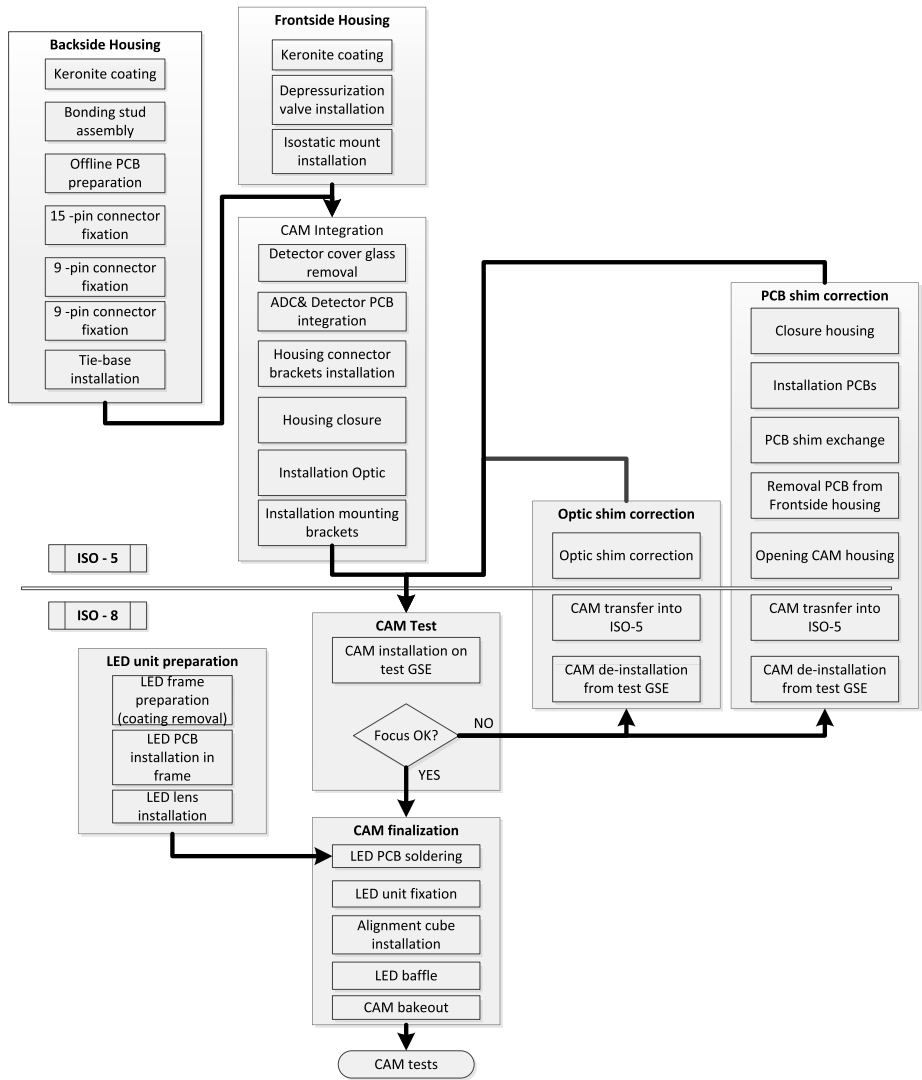 Backside Housing
Keronite coating
Bonding stud
assembly
Offline PCB
preparation
15 -pin connector
fixation
9 -pin connector
fixation
9 -pin connector
fixation
Tie-base
installation
Frontside Housing
Keronite coating
Depressurization
valve installation
Isostatic mount
installation
CAM Integration
Detector cover glass
removal
ADC& Detector PCB
integration
Housing connector
brackets installation
Housing closure
Installation Optic
Installation mounting
brackets
PCB shim correction
Closure housing
Installation PCBs
PCB shim exchange
Removal PCB from
Frontside housing
Opening CAM housing
CAM trasnfer into
ISO-5
CAM de-installation
from test GSE
Optic shim correction
Optic shim correction
CAM transfer into
ISO-5
CAM de-installation
from test GSE
ISO - 5
ISO - 8
CAM Test
CAM installation on
test GSE
Focus OK?
NO
YES
LED unit preparation
LED frame
preparation
(coating removal)
LED PCB
installation in
frame
LED lens
installation
CAM finalization
LED PCB soldering
LED unit fixation
Alignment cube
installation
LED baffle
CAM bakeout
CAM tests